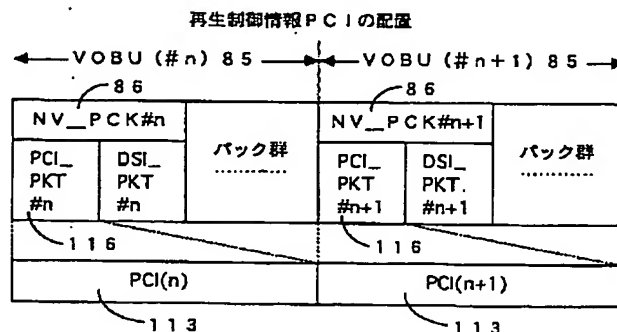 再生制御情報PCIの配置
VOBU (#n) 85
VOBU (#n+1) 85
86
86
NV_PCK#n
パック群
NV_PCK#n+1
パック群
PCI_
PKT
#n
DSI_
PKT
#n
PCI_
PKT
#n+1
DSI_
PKT.
#n+1
116
116
PCI(n)
PCI(n+1)
113
113